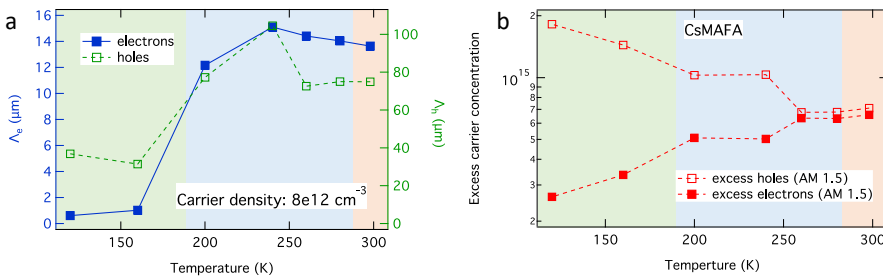 a
16
14
12
10
8
6
4
2
0
Λe (μm)
electrons
holes
Carrier density: 8e12 cm⁻³
100
80
60
40
20
0
Λh (μm)
150
200
250
300
Temperature (K)
b
CsMAFA
2
10¹⁵
9
8
7
6
5
4
3
2
Excess carrier concentration
excess holes (AM 1.5)
excess electrons (AM 1.5)
150
200
250
300
Temperture (K)